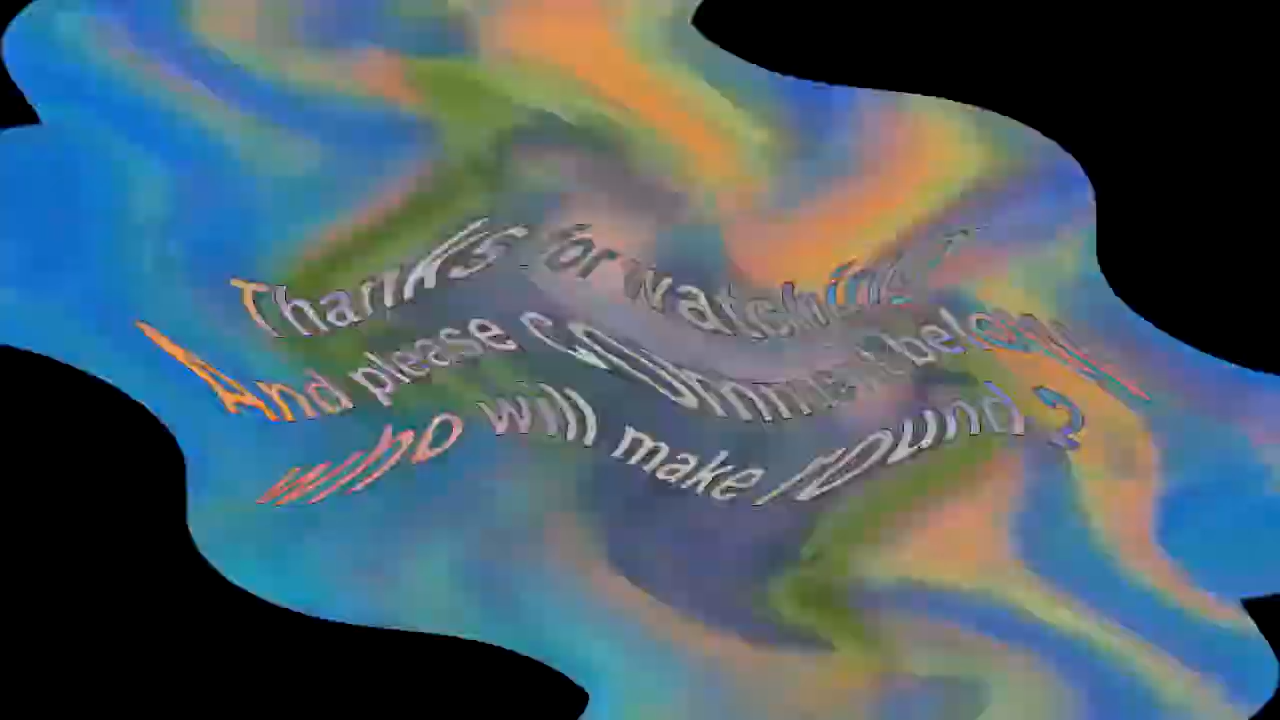 Thanks for watching
And please comment below
who will make round 2